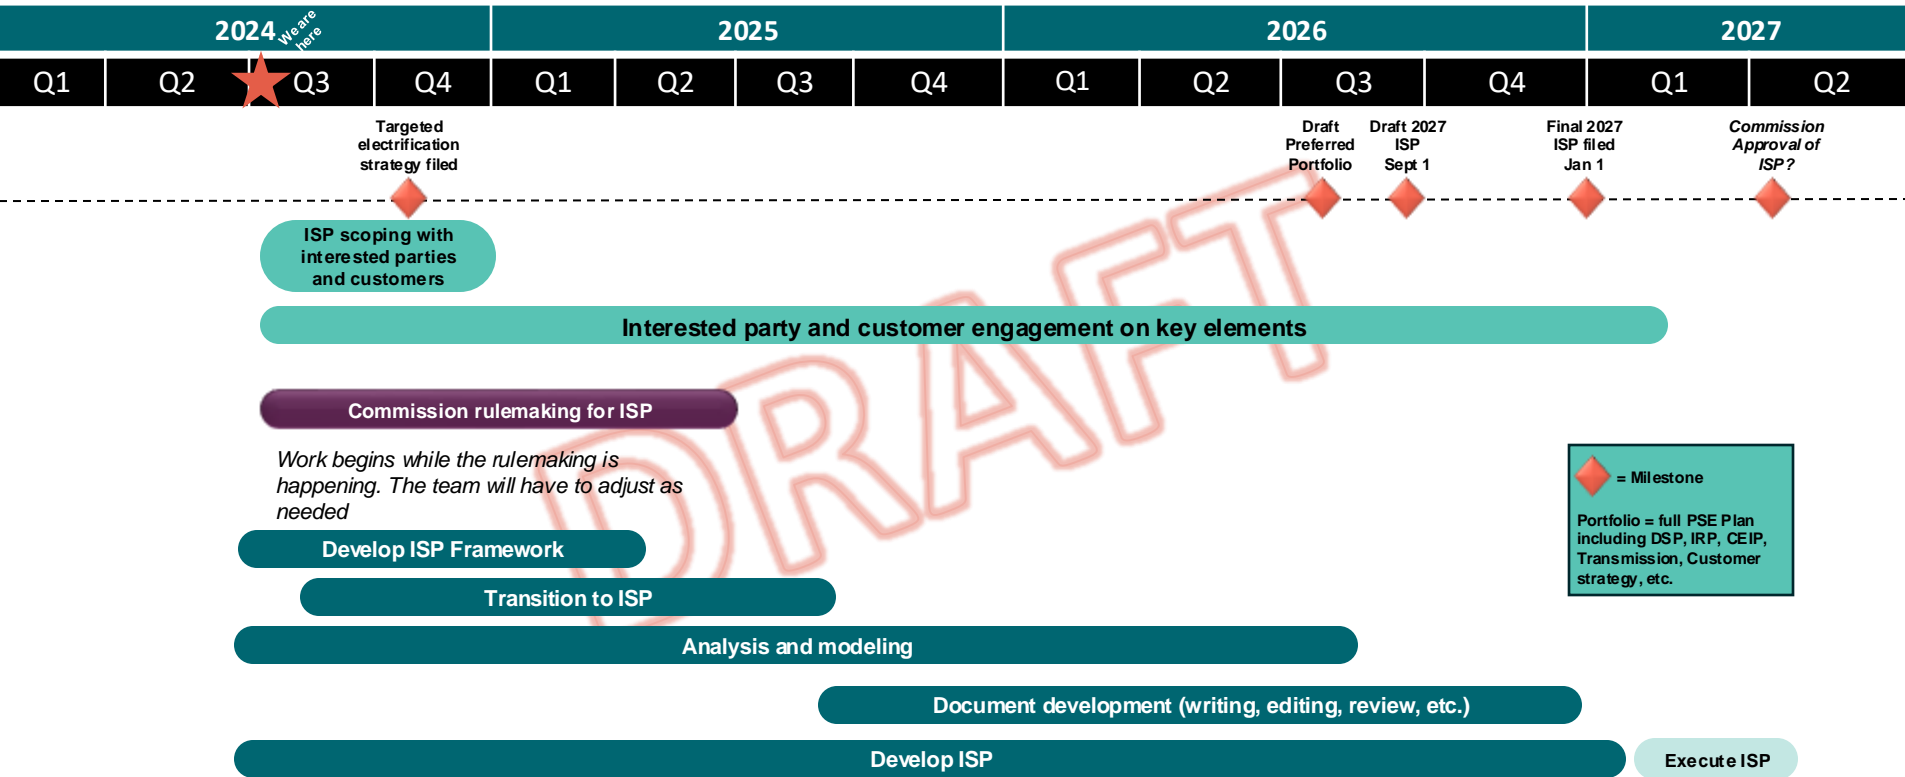 2024
We are
here
2025
2026
2027
Q1 Q2 Q3 Q4 Q1 Q2 Q3 Q4 Q1 Q2 Q3 Q4 Q1 Q2
Targeted
electrification
strategy filed
Draft
Preferred
Portfolio
Draft 2027
ISP
Sept 1
Final 2027
ISP filed
Jan 1
Commission
Approval of
ISP?
ISP scoping with
interested parties
and customers
Interested party and customer engagement on key elements
DRAFT
Commission rulemaking for ISP
Work begins while the rulemaking is
happening. The team will have to adjust as
needed
= Milestone
Portfolio = full PSE Plan
including DSP, IRP, CEIP,
Transmission, Customer
strategy, etc.
Develop ISP Framework
Transition to ISP
Analysis and modeling
Document development (writing, editing, review, etc.)
Develop ISP
Execute ISP